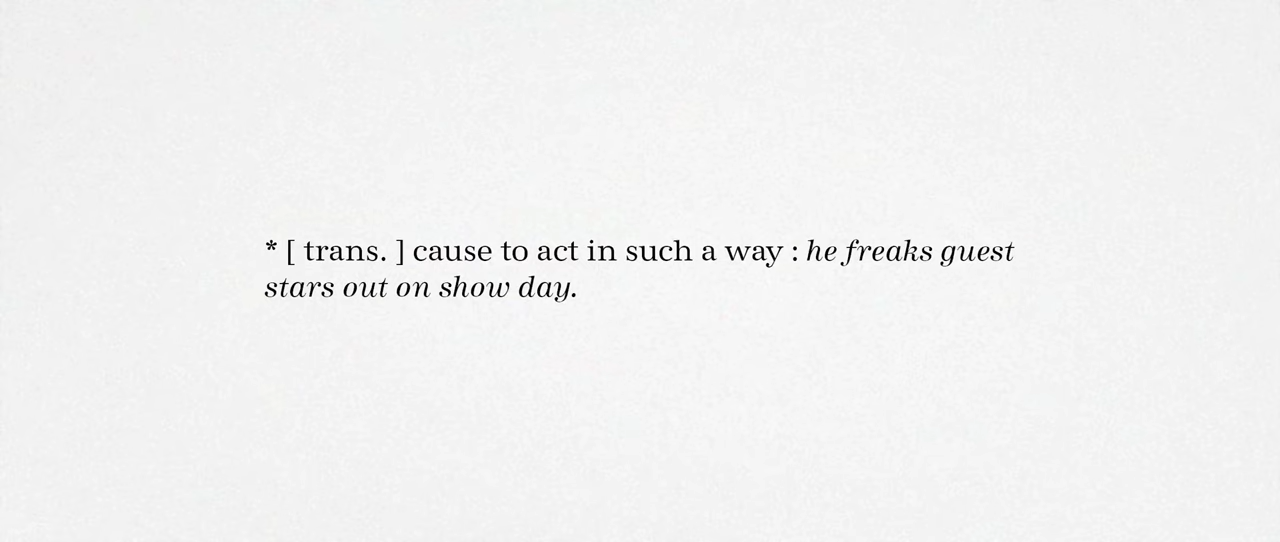 * [ trans. ] cause to act in such a way : he freaks guest
stars out on show day.